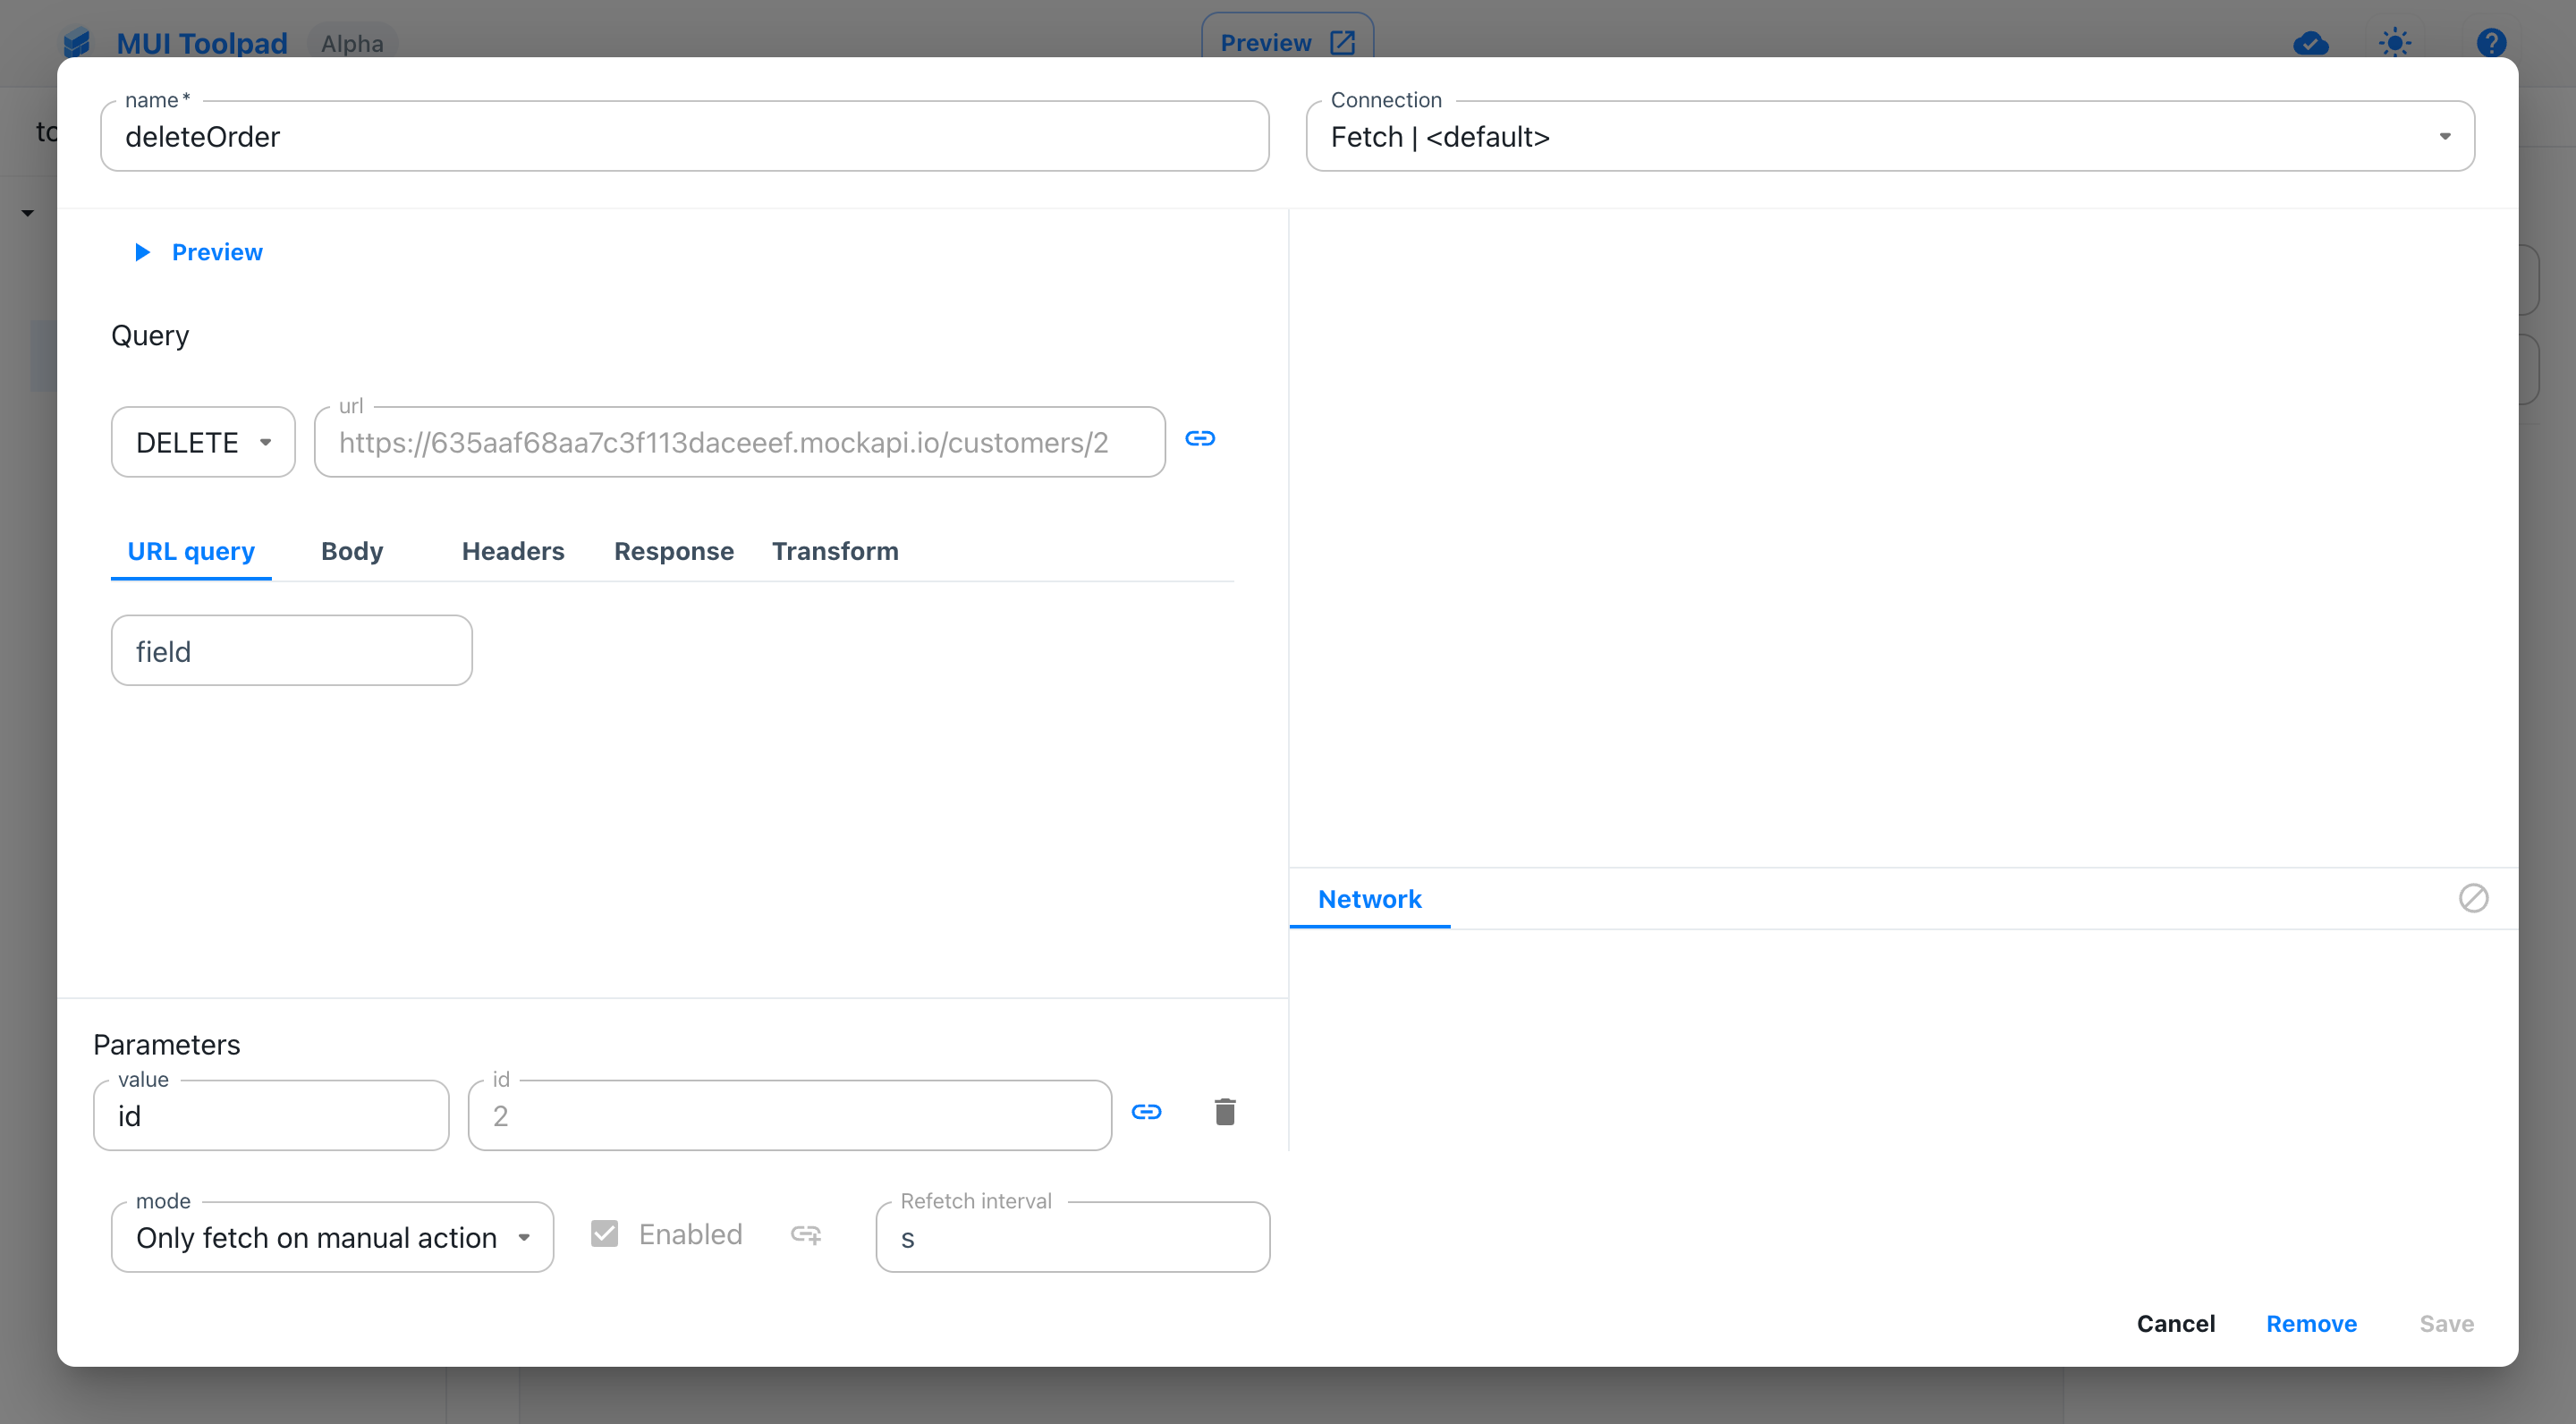 MUI Toolpad Alpha Preview
name *
deleteOrder
Connection
Fetch | <default>
Preview
Query
DELETE
url
https://635aaf68aa7c3f113daceeef.mockapi.io/customers/2
URL query Body Headers Response Transform
field
Network
Parameters
value
id
id
2
mode
Only fetch on manual action
Enabled
Refetch interval
s
Cancel Remove Save